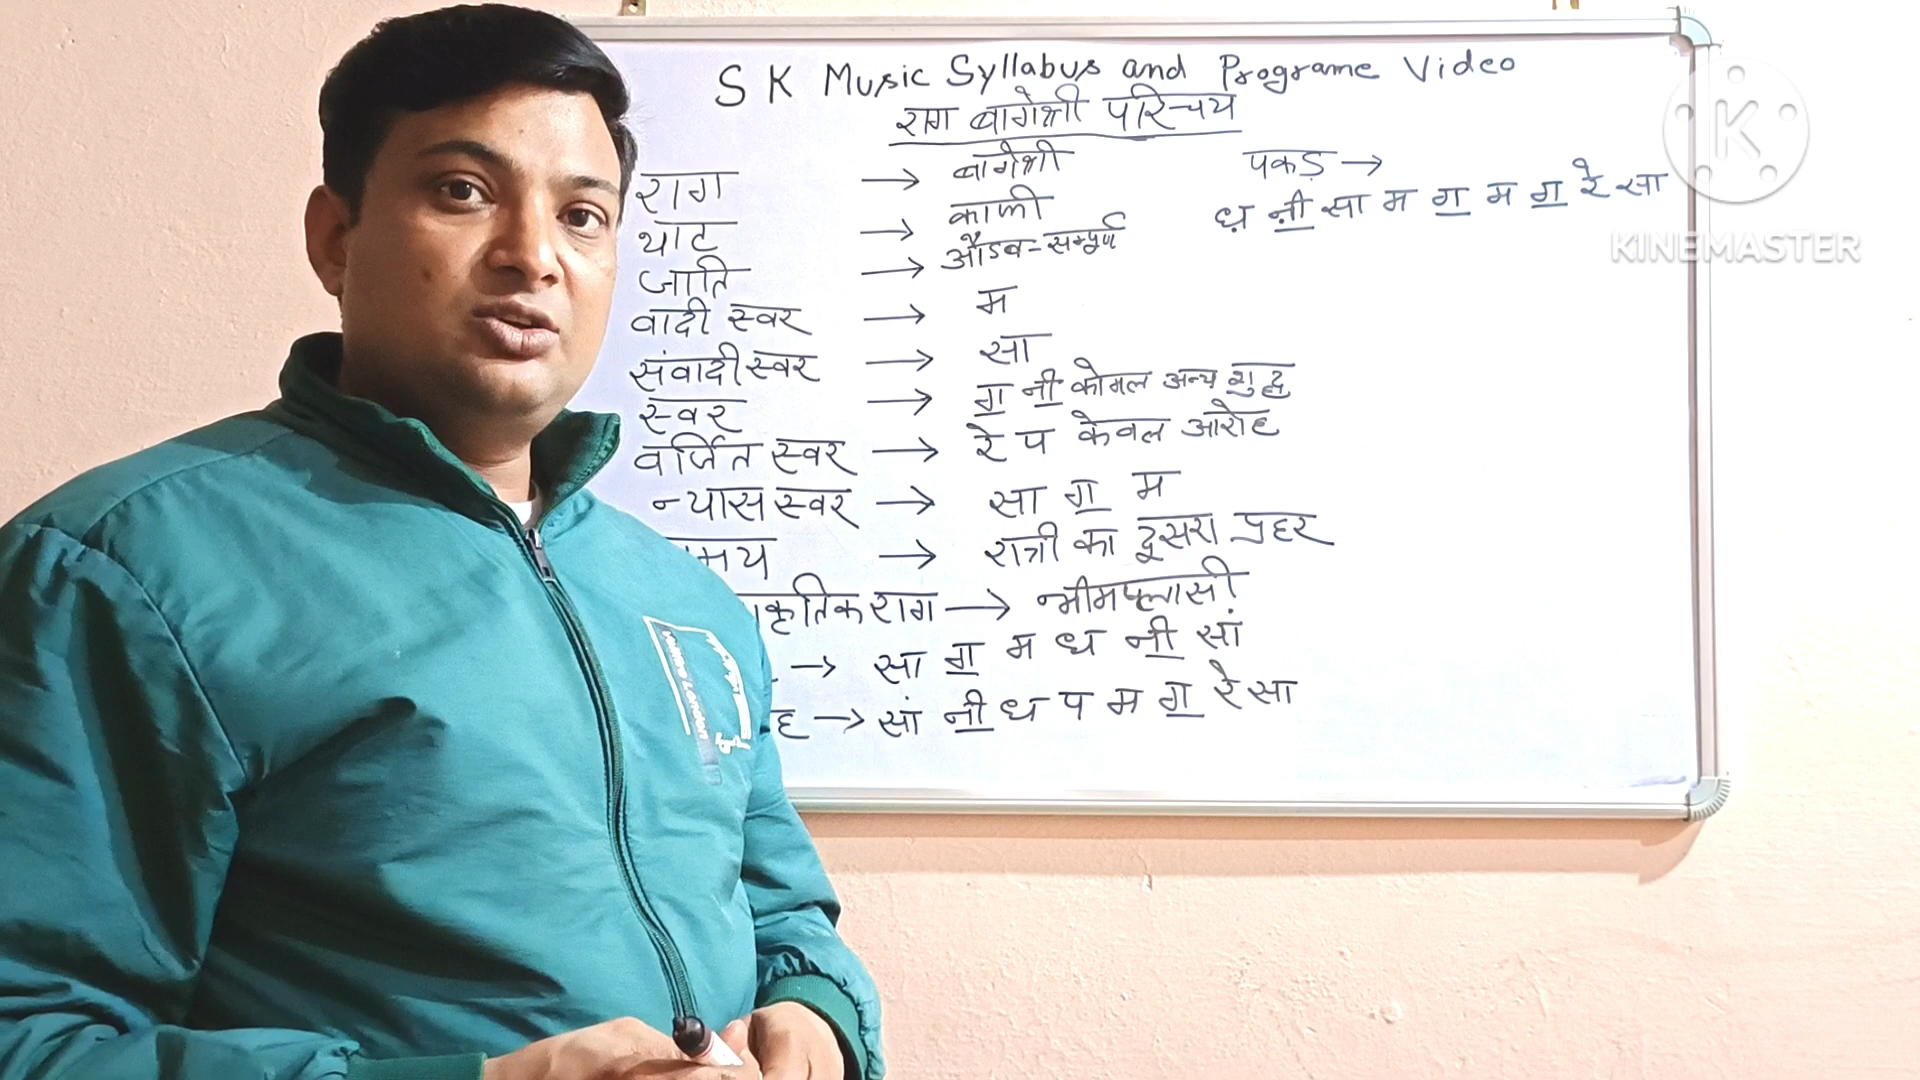 S K Music Syllabus and Programe Video
राग बागेश्री परिचय
राग → बागेश्री
थाट → काफी
जाति → औडव-सम्पूर्ण
वादी स्वर → म
संवादी स्वर → सा
स्वर → ग॒ नी॒ कोमल अन्य शुद्ध
वर्जित स्वर → रे प केवल आरोह
न्यास स्वर → सा ग॒ म
मय → रात्री का दूसरा प्रहर
कृतिक राग → भीमपलासी
→ सा ग॒ म ध नी॒ सां
ह → सां नी॒ ध प म ग॒ रे सा
पकड़ →
ध़ ऩी॒ सा म ग॒ म ग॒ रे सा
K
KINEMASTER